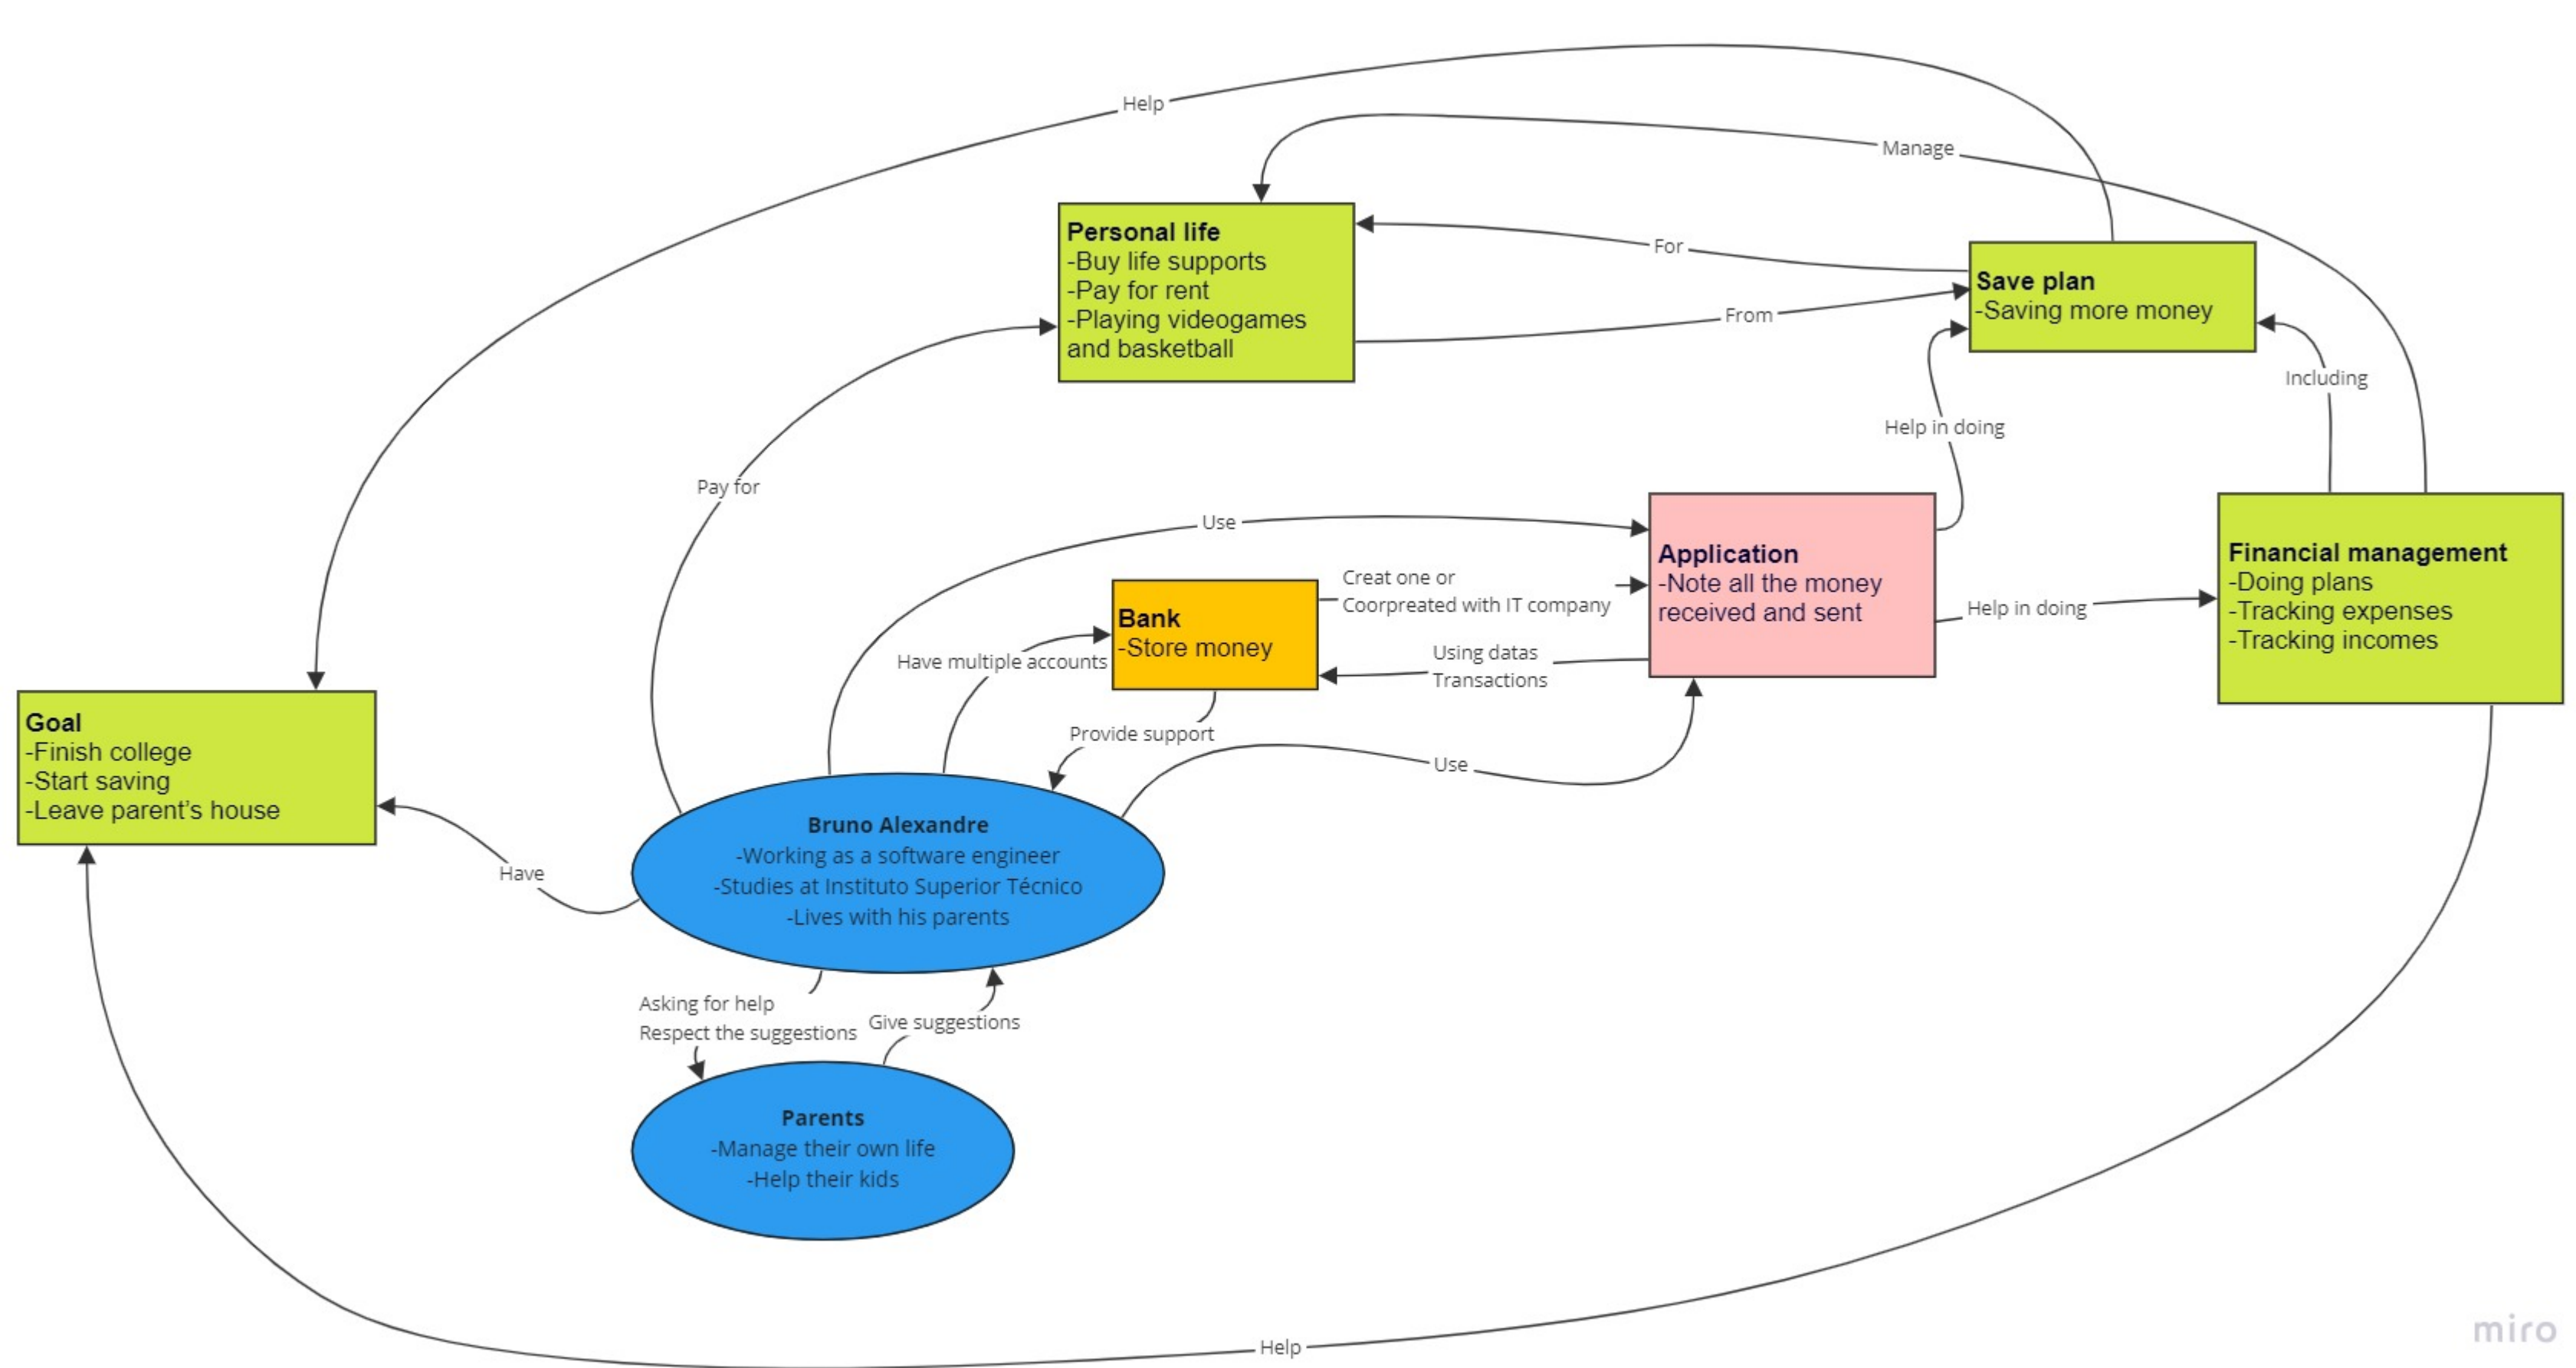 Help
Manage
Personal life
-Buy life supports
-Pay for rent
-Playing videogames
and basketball
For
From
Save plan
-Saving more money
Including
Help in doing
Pay for
Use
Application
-Note all the money
received and sent
Financial management
-Doing plans
-Tracking expenses
-Tracking incomes
Help in doing
Creat one or
Coorpreated with IT company
Bank
-Store money
Have multiple accounts
Using datas
Transactions
Provide support
Use
Goal
-Finish college
-Start saving
-Leave parent's house
Have
Bruno Alexandre
-Working as a software engineer
-Studies at Instituto Superior Técnico
-Lives with his parents
Asking for help
Respect the suggestions
Give suggestions
Parents
-Manage their own life
-Help their kids
Help
miro